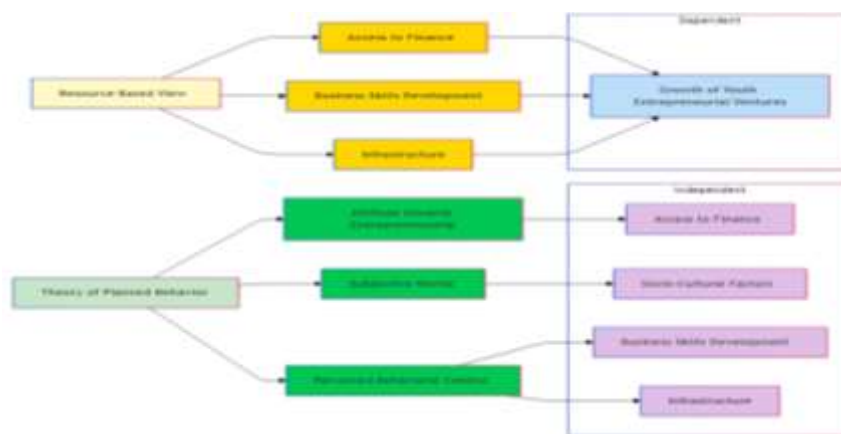 Dependent
Access to Finance
Resource Based View
Business Skills Development
Growth of Youth
Entrepreneurial Ventures
Infrastructure
Independent
Attitude towards
Entrepreneurship
Access to Finance
Theory of Planned Behavior
Subjective Norms
Socio-Cultural Factors
Business Skills Development
Perceived Behavioral Control
Infrastructure